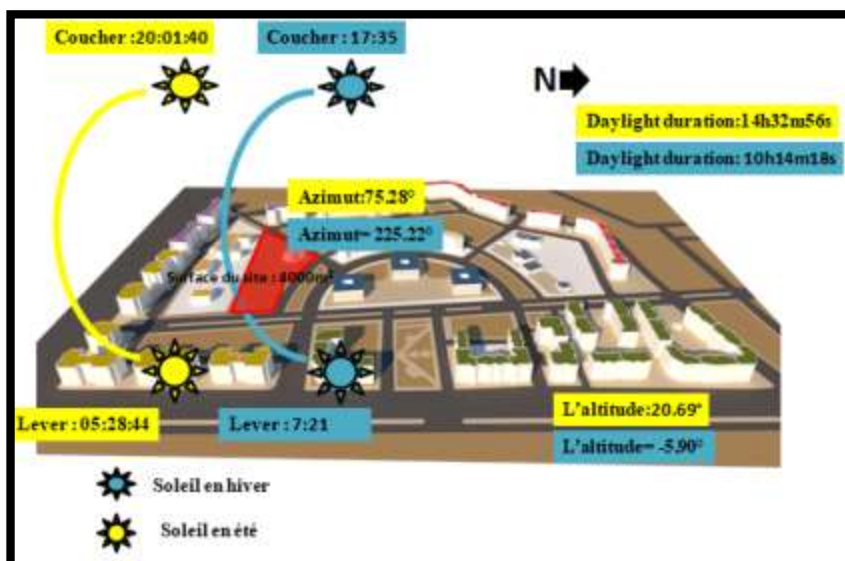 Coucher :20:01:40
Coucher : 17:35
N
Daylight duration:14h32m56s
Daylight duration: 10h14m18s
Azimut:75.28°
Azimut= 225.22°
Surface du site : 8000m²
L'altitude:20.69°
L'altitude= -5.90°
Lever : 05:28:44
Lever : 7:21
Soleil en hiver
Soleil en été